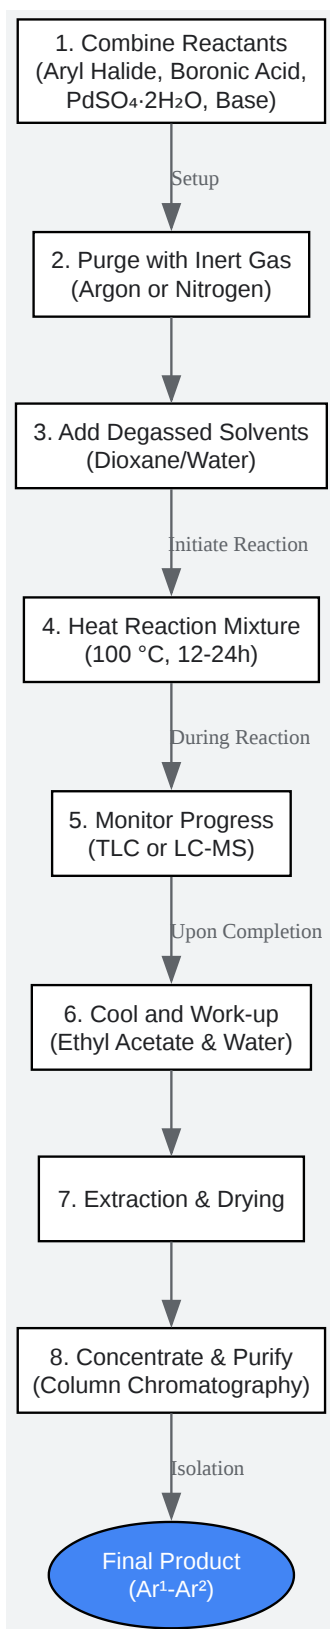 1. Combine Reactants
(Aryl Halide, Boronic Acid,
PdSO₄·2H₂O, Base)
Setup
2. Purge with Inert Gas
(Argon or Nitrogen)
3. Add Degassed Solvents
(Dioxane/Water)
Initiate Reaction
4. Heat Reaction Mixture
(100 °C, 12-24h)
During Reaction
5. Monitor Progress
(TLC or LC-MS)
Upon Completion
6. Cool and Work-up
(Ethyl Acetate & Water)
7. Extraction & Drying
8. Concentrate & Purify
(Column Chromatography)
Isolation
Final Product
(Ar¹-Ar²)